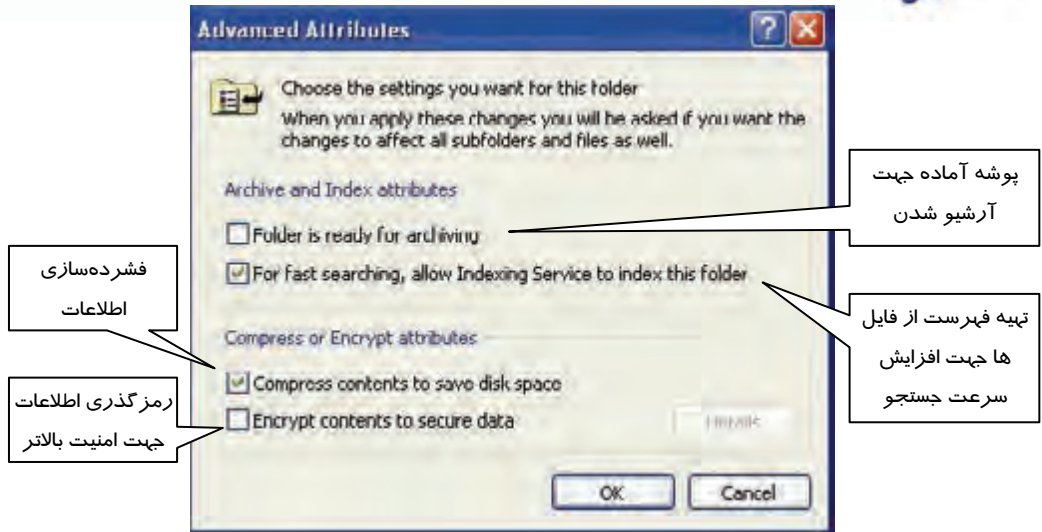 Advanced Attributes
Choose the settings you want for this folder
When you apply these changes you will be asked if you want the
changes to affect all subfolders and files as well.
Archive and Index attributes
Folder is ready for archiving
For fast searching, allow Indexing Service to index this folder
Compress or Encrypt attributes
Compress contents to save disk space
Encrypt contents to secure data
Details
OK
Cancel
پوشه آماده جهت
آرشیو شدن
تهیه فهرست از فایل
ها جهت افزایش
سرعت جستجو
فشرده‌سازی
اطلاعات
رمز گذری اطلاعات
جهت امنیت بالاتر